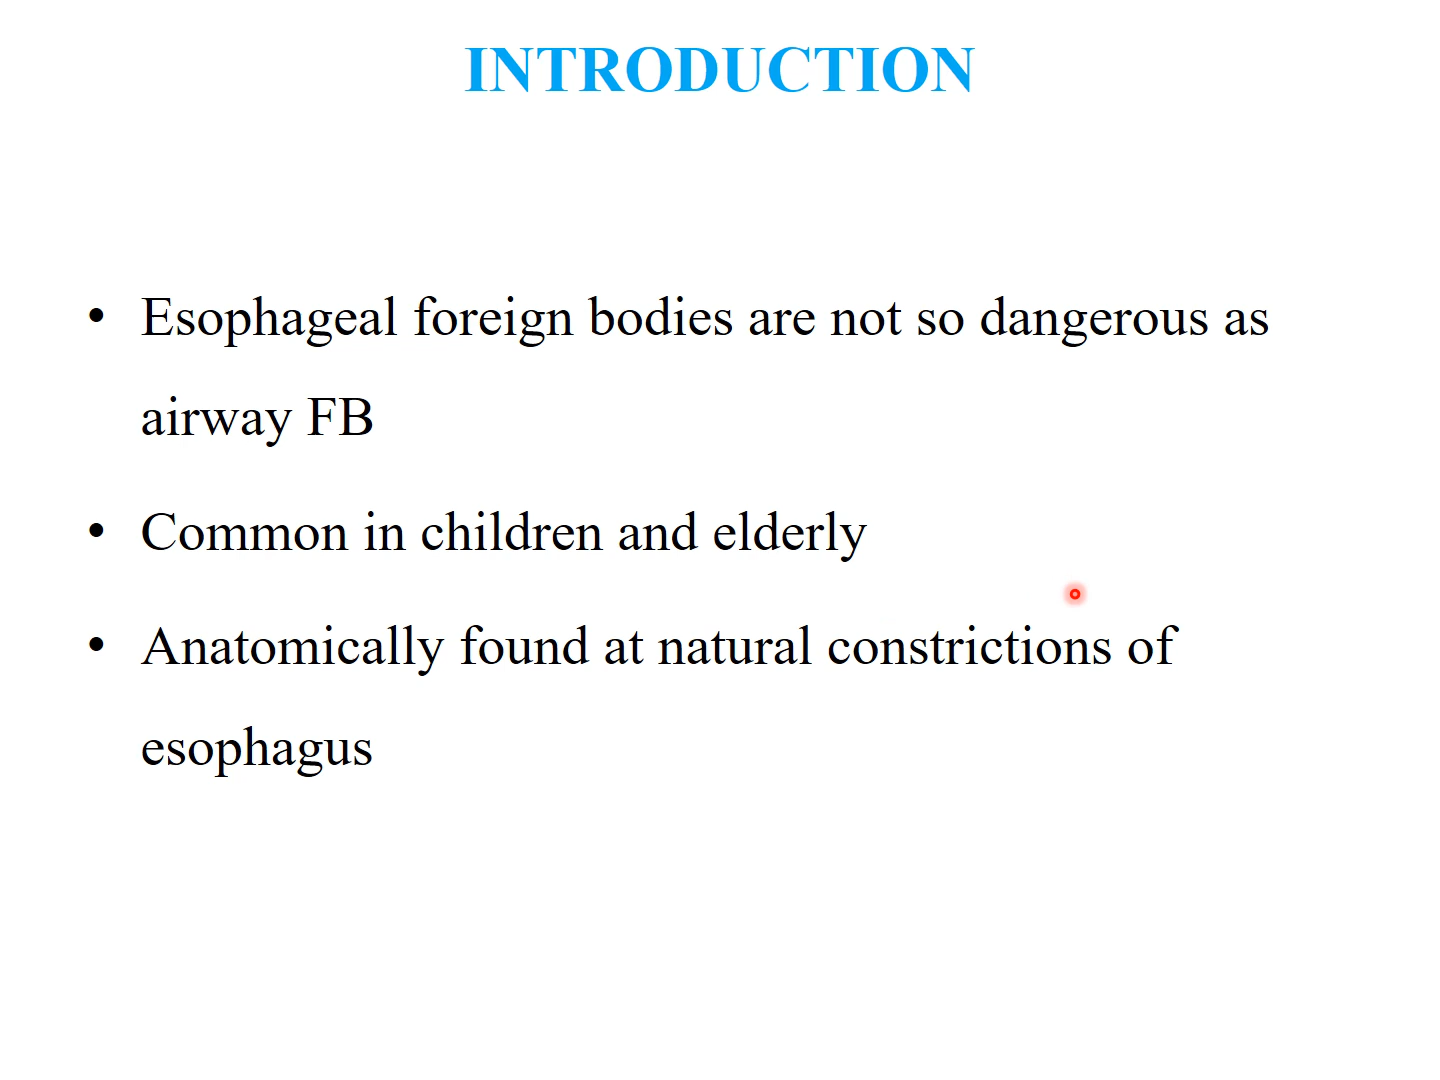 INTRODUCTION
• Esophageal foreign bodies are not so dangerous as
airway FB
• Common in children and elderly
• Anatomically found at natural constrictions of
esophagus